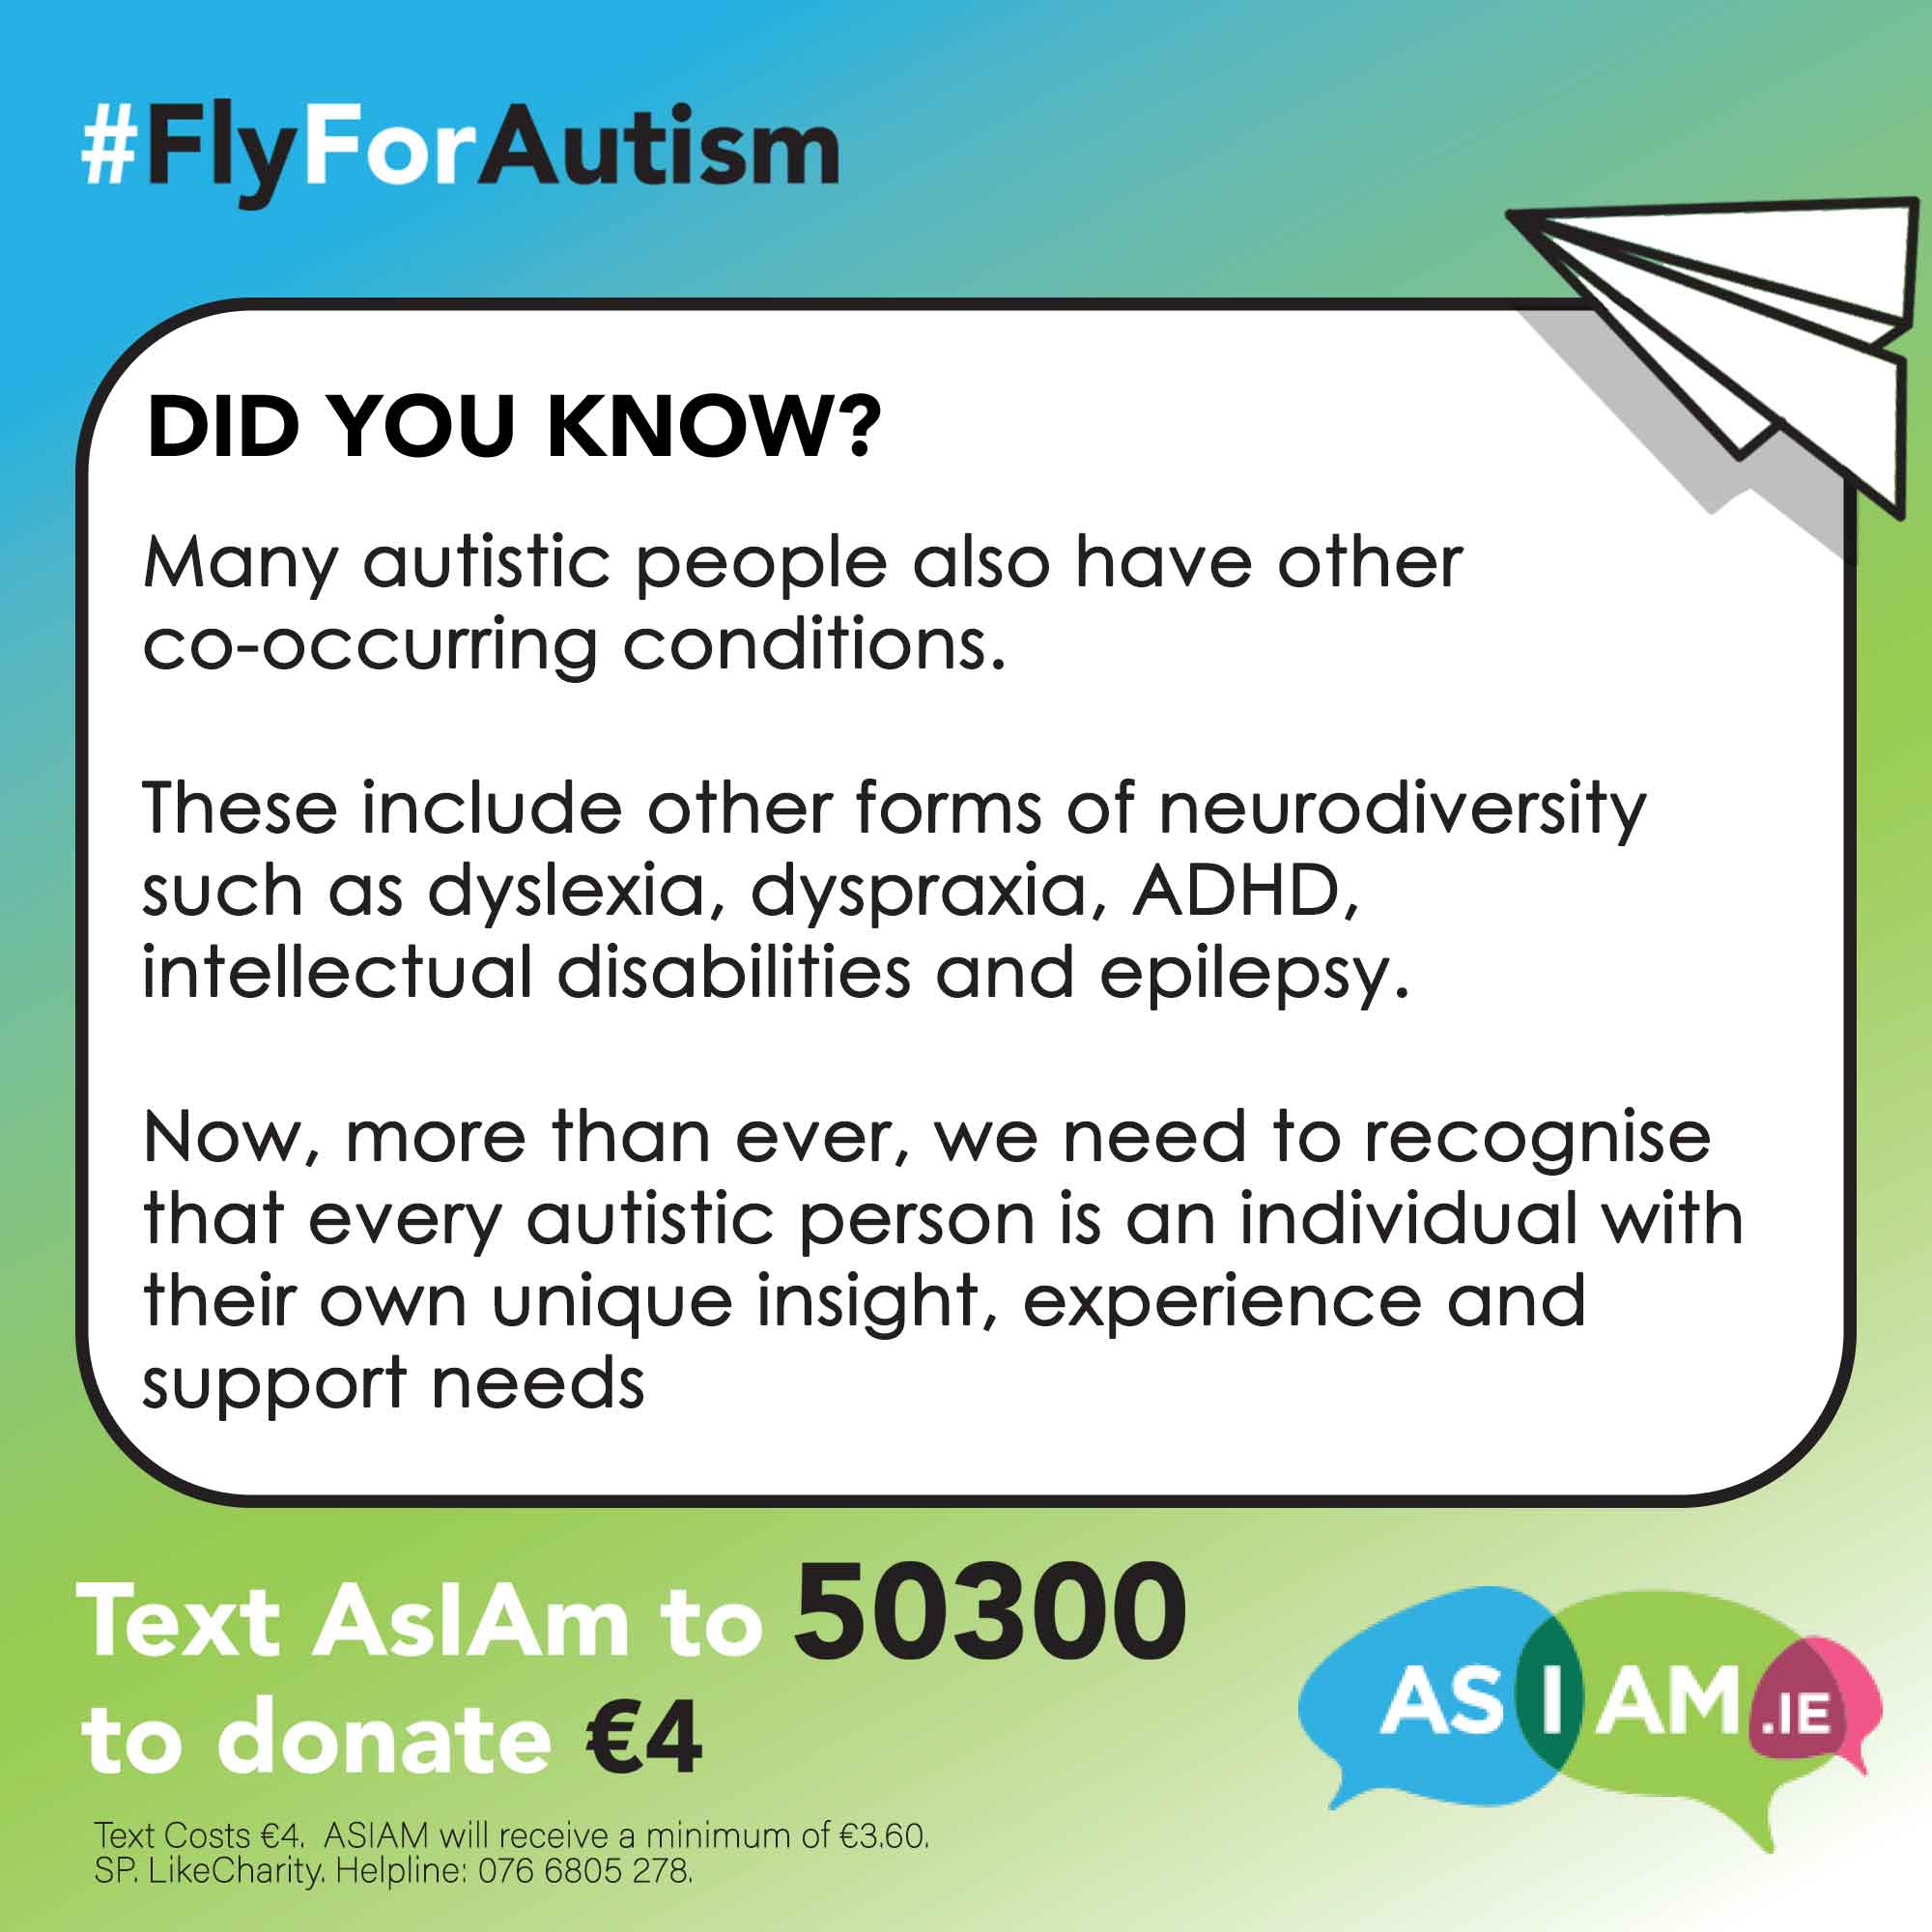 #FlyForAutism
DID YOU KNOW?
Many autistic people also have other
co-occurring conditions.
These include other forms of neurodiversity
such as dyslexia, dyspraxia, ADHD,
intellectual disabilities and epilepsy.
Now, more than ever, we need to recognise
that every autistic person is an individual with
their own unique insight, experience and
support needs
Text AsIAm to 50300
to donate €4
Text Costs €4. ASIAM will receive a minimum of €3.60.
SP. LikeCharity. Helpline: 076 6805 278.
AS I AM .IE